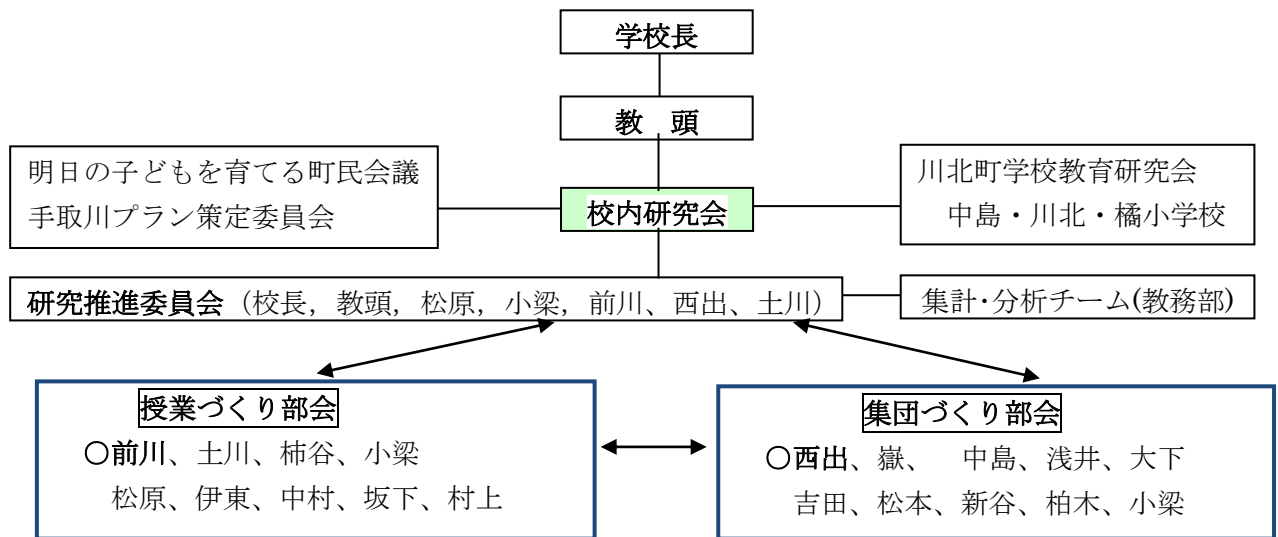 学校長
教　頭
明日の子どもを育てる町民会議
手取川プラン策定委員会
校内研究会
川北町学校教育研究会
中島・川北・橘小学校
研究推進委員会（校長，教頭，松原，小梁，前川、西出、土川）
集計･分析チーム(教務部)
授業づくり部会
○前川、土川、柿谷、小梁
松原、伊東、中村、坂下、村上
集団づくり部会
○西出、嶽、　中島、浅井、大下
吉田、松本、新谷、柏木、小梁